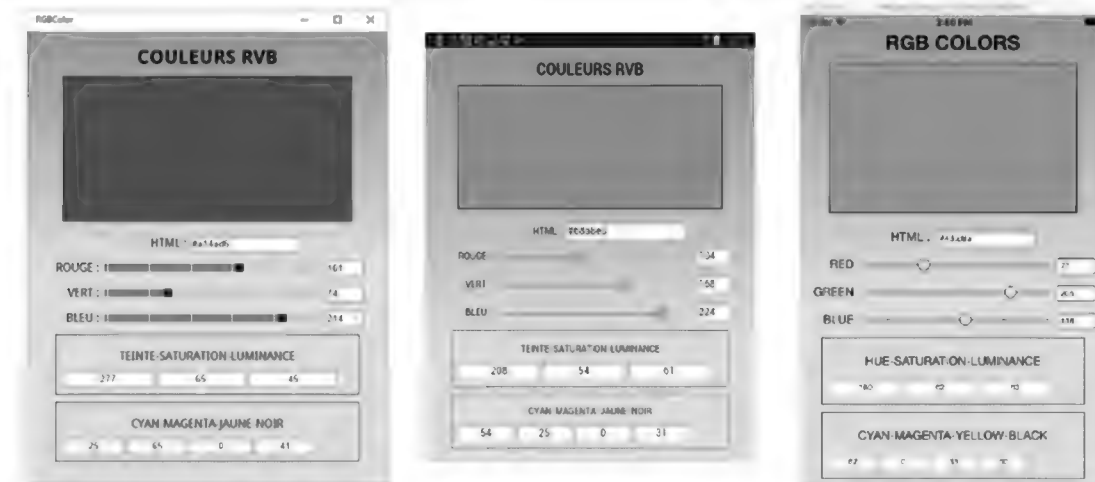 RGBColor
COULEURS RVB
HTML : #a14ad6
ROUGE : 161
VERT : 74
BLEU : 214
TEINTE-SATURATION-LUMINANCE
277 65 45
CYAN MAGENTA JAUNE NOIR
25 65 0 41
COULEURS RVB
HTML
ROUGE 104
VERT 168
BLEU 224
TEINTE-SATURATION-LUMINANCE
208 54 61
CYAN MAGENTA JAUNE NOIR
54 25 0 31
RGB COLORS
HTML :
RED
GREEN
BLUE
HUE-SATURATION-LUMINANCE
CYAN-MAGENTA-YELLOW-BLACK